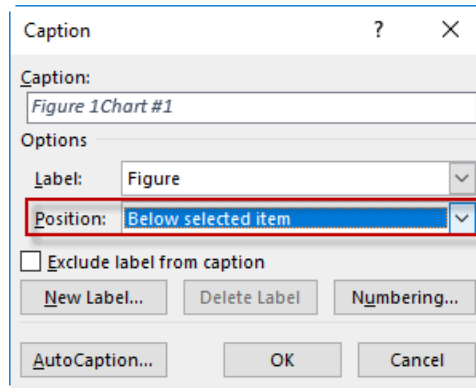 Caption ? ×
Caption:
Figure 1Chart #1
Options
Label: Figure
Position: Below selected item
Exclude label from caption
New Label... Delete Label Numbering...
AutoCaption... OK Cancel